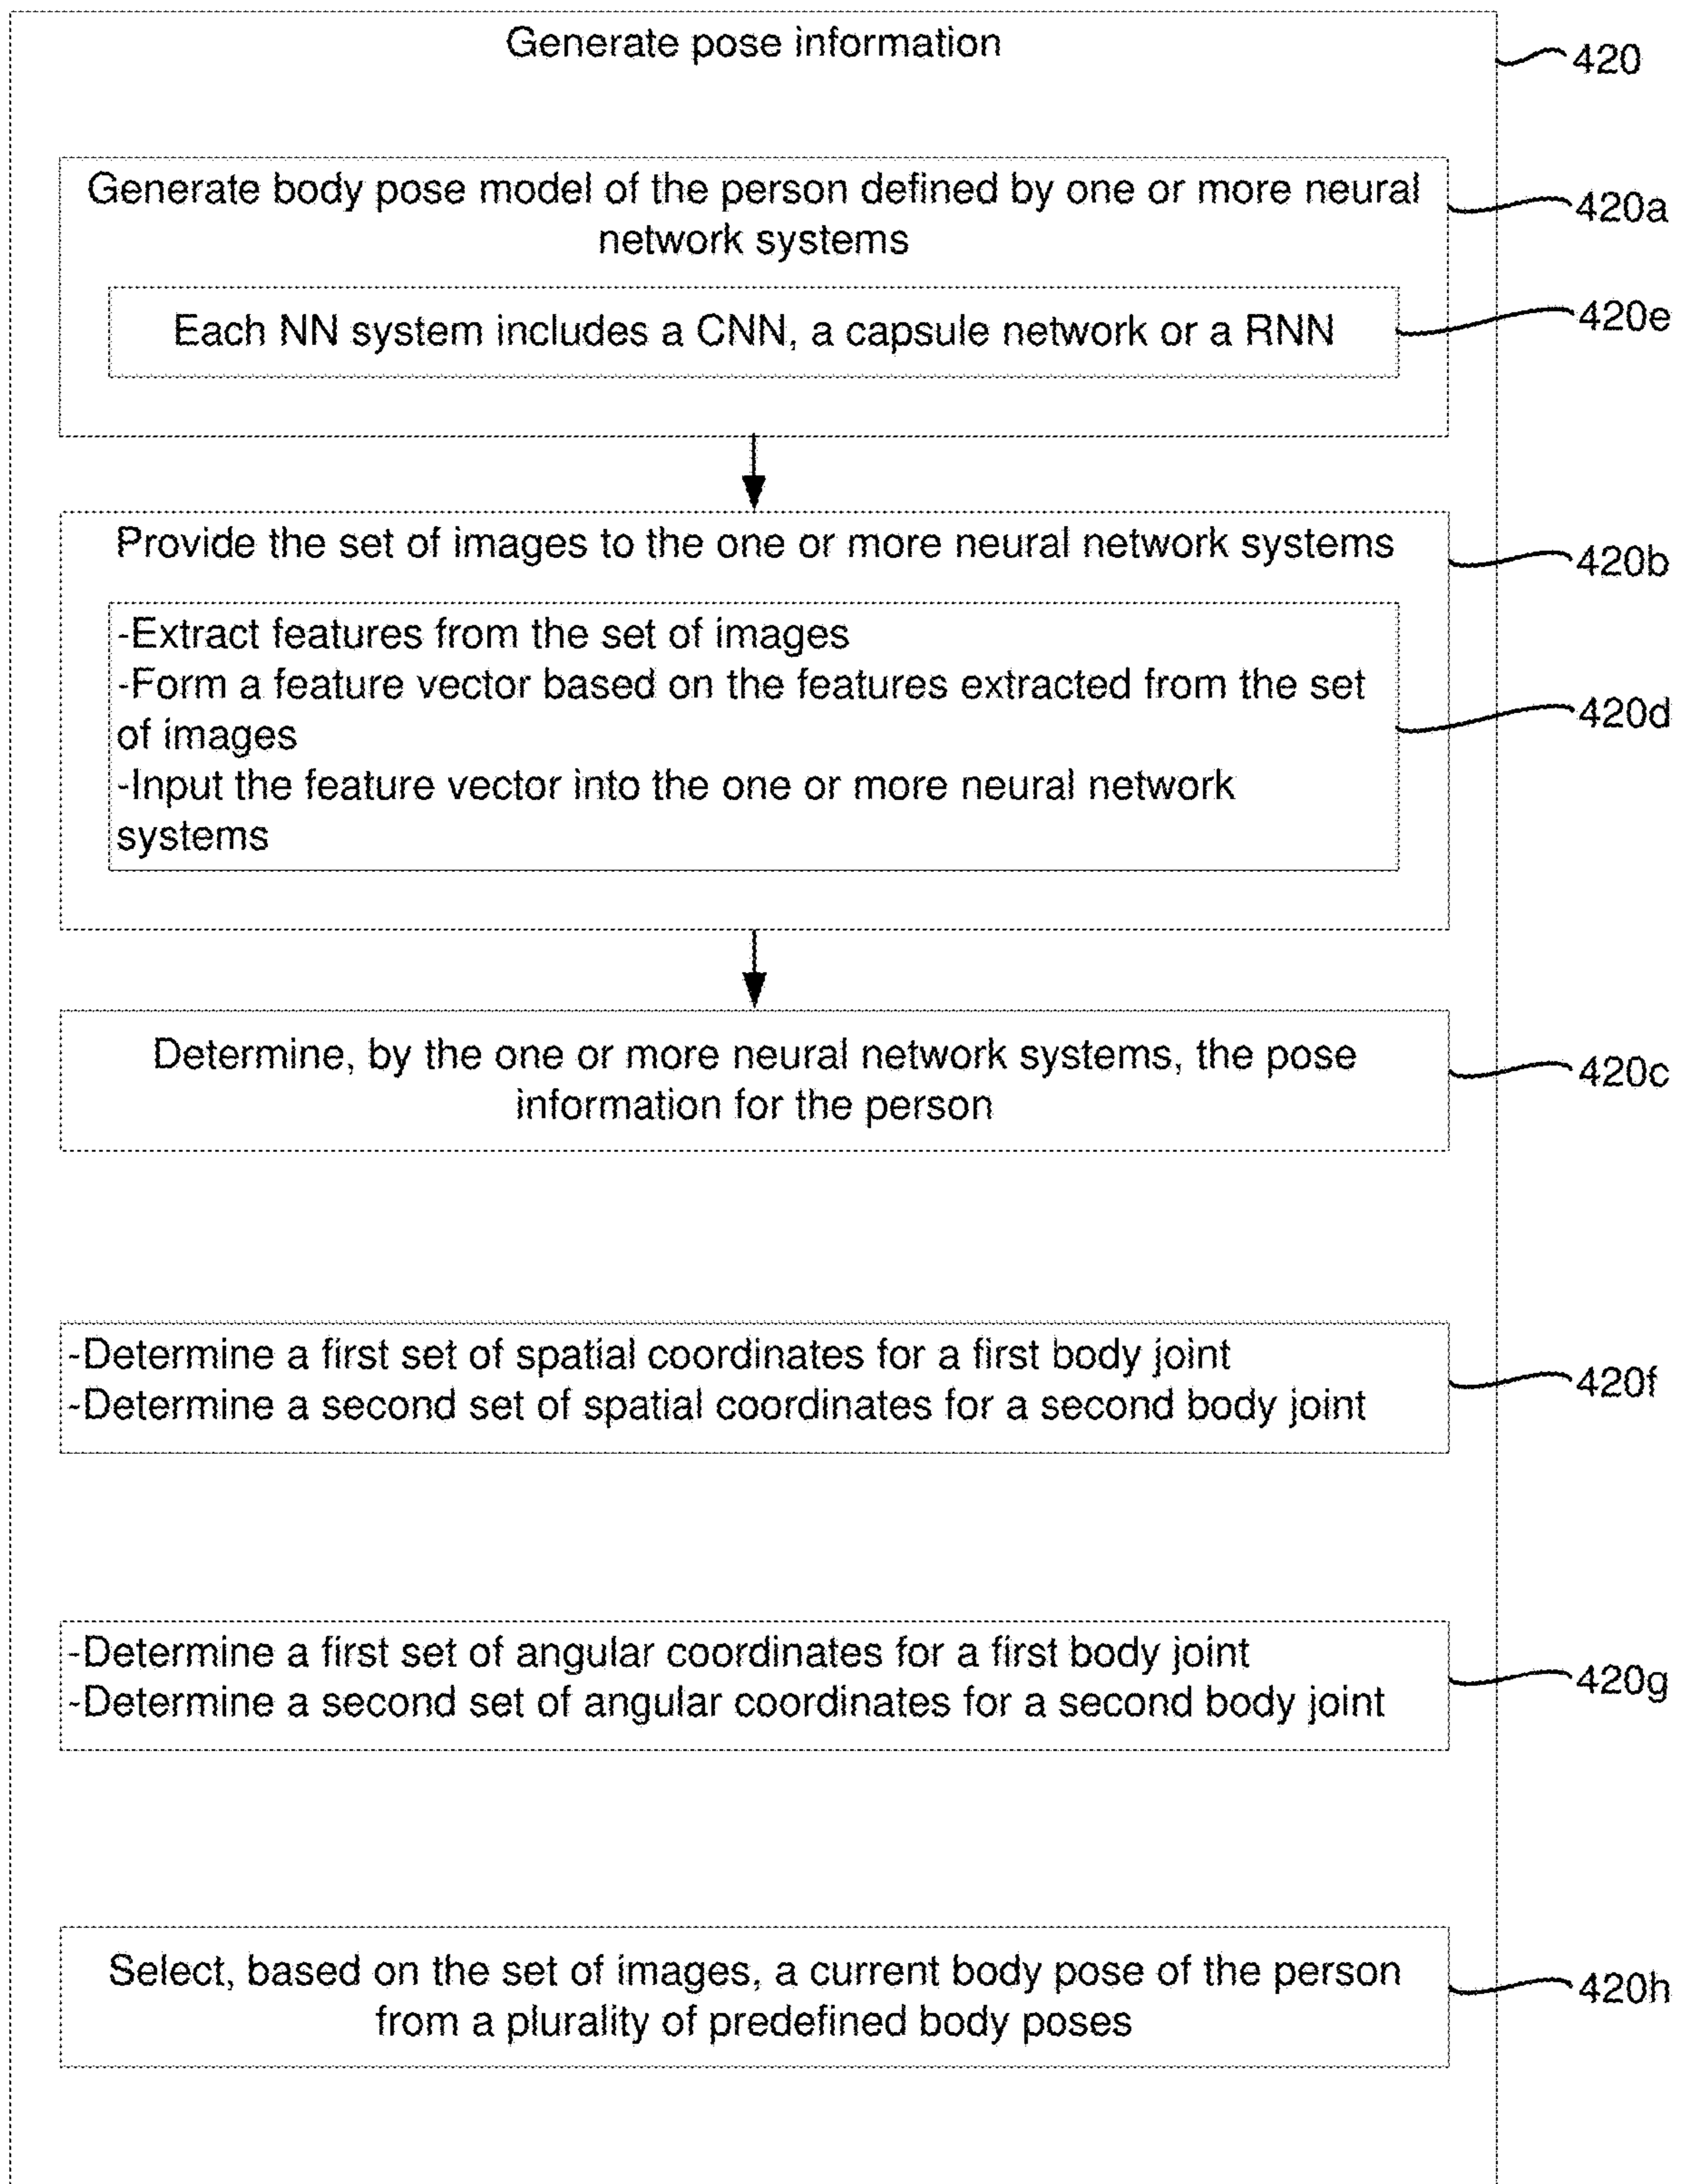 Generate pose information
420
Generate body pose model of the person defined by one or more neural
network systems
420a
Each NN system includes a CNN, a capsule network or a RNN
420e
Provide the set of images to the one or more neural network systems
420b
-Extract features from the set of images
-Form a feature vector based on the features extracted from the set
of images
-Input the feature vector into the one or more neural network
systems
420d
Determine, by the one or more neural network systems, the pose
information for the person
420c
-Determine a first set of spatial coordinates for a first body joint
-Determine a second set of spatial coordinates for a second body joint
420f
-Determine a first set of angular coordinates for a first body joint
-Determine a second set of angular coordinates for a second body joint
420g
Select, based on the set of images, a current body pose of the person
from a plurality of predefined body poses
420h